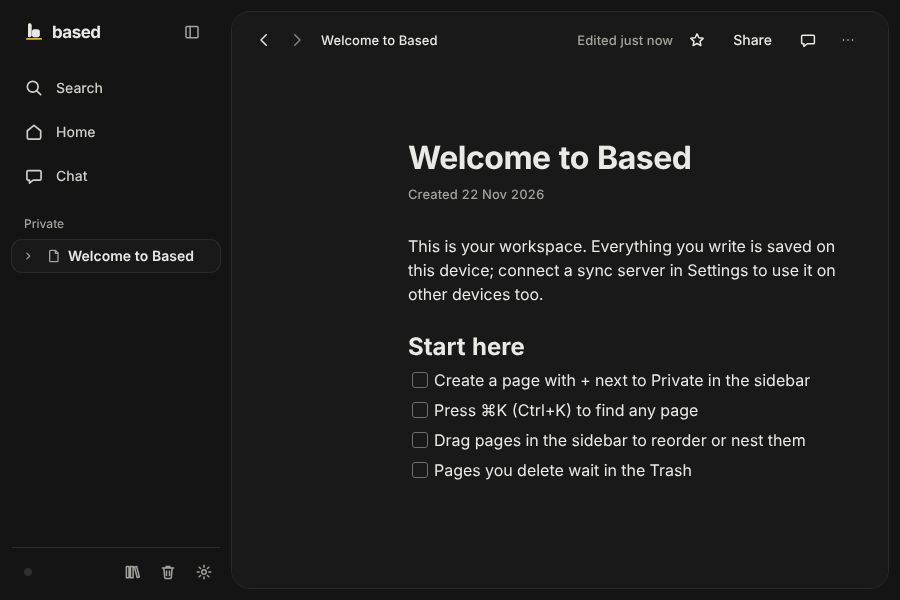 based
Search
Home
Chat
Private
Welcome to Based
Welcome to Based
Edited just now
Share
Welcome to Based
Created 22 Nov 2026
This is your workspace. Everything you write is saved on
this device; connect a sync server in Settings to use it on
other devices too.
Start here
Create a page with + next to Private in the sidebar
Press ⌘K (Ctrl+K) to find any page
Drag pages in the sidebar to reorder or nest them
Pages you delete wait in the Trash